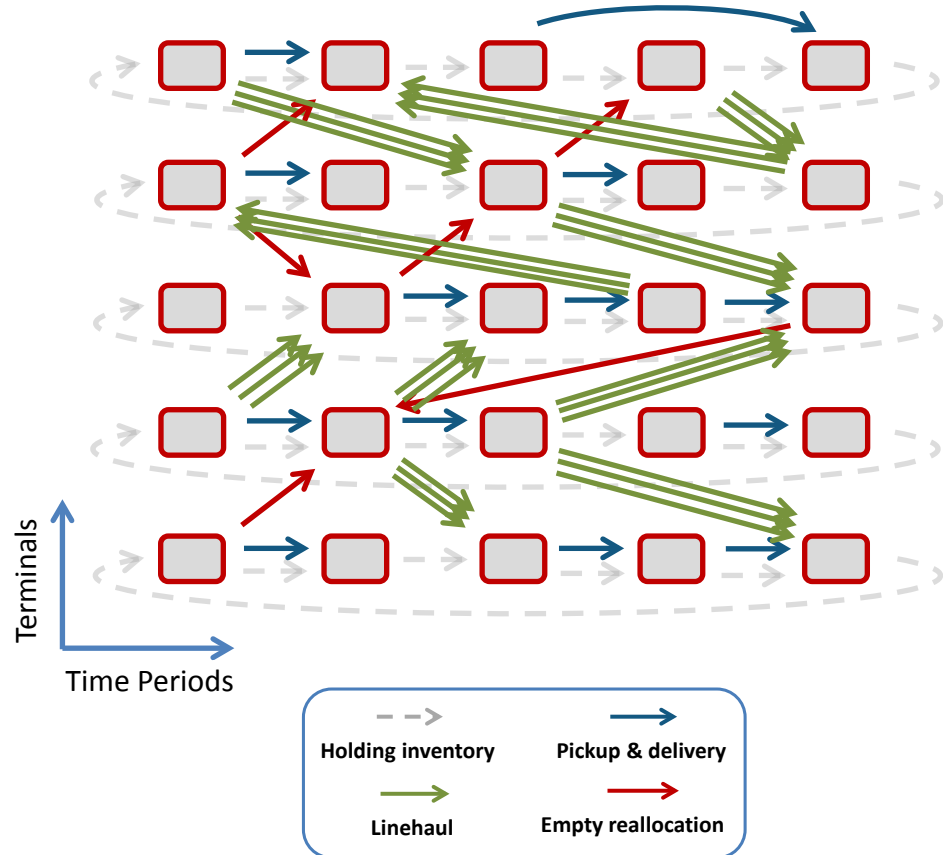 Terminals
Time Periods
Holding inventory
Pickup & delivery
Linehaul
Empty reallocation